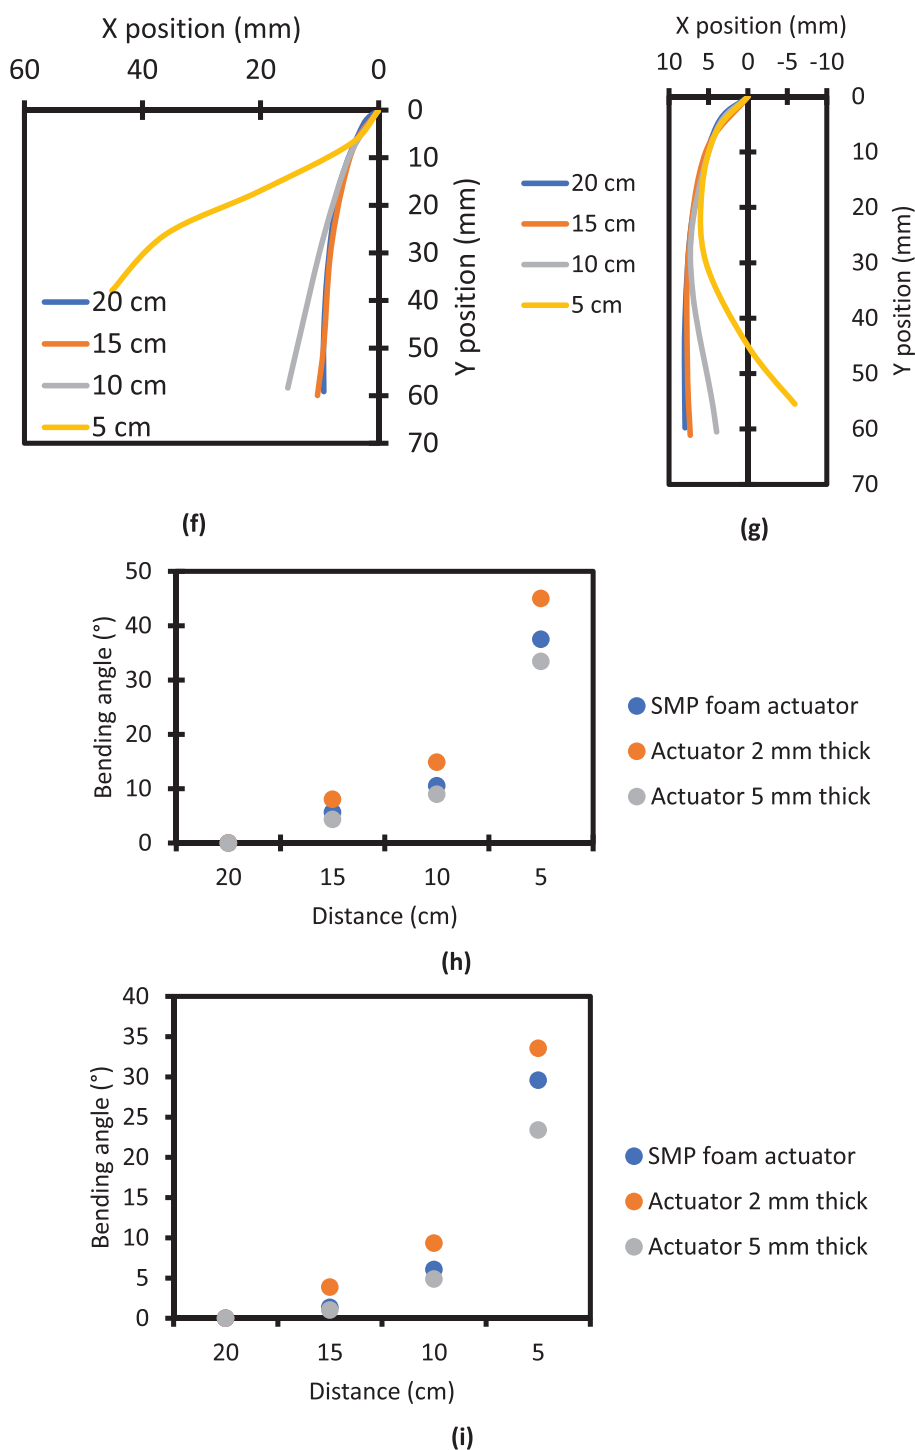 X position (mm)
60 40 20 0
0
10
20
30
40
50
60
70
Y position (mm)
20 cm
15 cm
10 cm
5 cm
(f)
X position (mm)
10 5 0 -5 -10
0
10
20
30
40
50
60
70
Y position (mm)
20 cm
15 cm
10 cm
5 cm
(g)
50
40
30
20
10
0
Bending angle (°)
20 15 10 5
Distance (cm)
SMP foam actuator
Actuator 2 mm thick
Actuator 5 mm thick
(h)
40
35
30
25
20
15
10
5
0
Bending angle (°)
20 15 10 5
Distance (cm)
SMP foam actuator
Actuator 2 mm thick
Actuator 5 mm thick
(i)